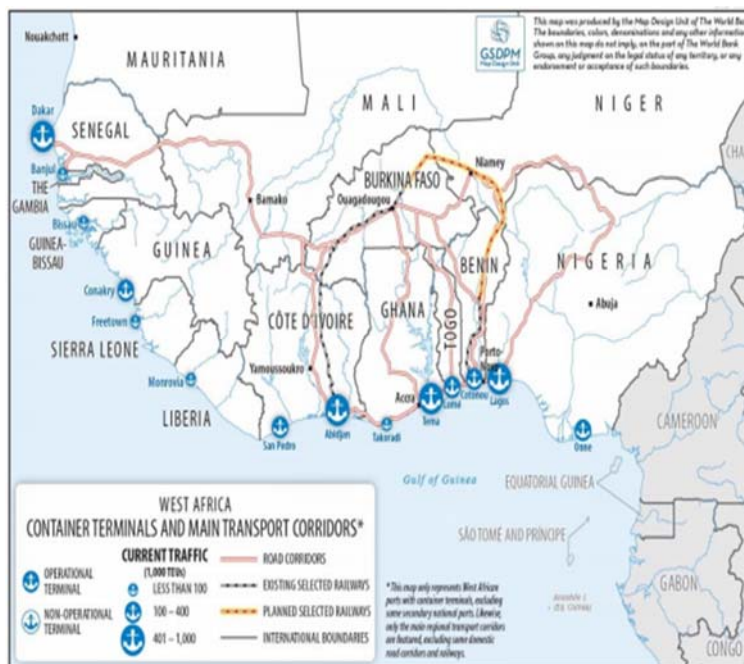 GSDPM
Map Design Unit
This map was produced by the Map Design Unit of The World Ban
The boundaries, colors, denominations and any other information
shown on this map do not imply, on the part of The World Bank
Group, any judgment on the legal status of any territory, or any
endorsement or acceptance of such boundaries.
Nouakchott
MAURITANIA
MALI
NIGER
CHA
Dakar
SENEGAL
Banjul
THE
GAMBIA
Bissau
GUINEA-
BISSAU
Bamako
BURKINA FASO
Ouagadougou
Niamey
GUINEA
BENIN
NIGERIA
Abuja
Conakry
Freetown
SIERRA LEONE
CÔTE D'IVOIRE
GHANA
TOGO
Yamoussoukro
Porto-
Novo
Monrovia
LIBERIA
San Pedro
Abidjan
Takoradi
Accra
Tema
Lomé
Cotonou
Lagos
Onne
CAMEROON
Gulf of Guinea
EQUATORIAL GUINEA
SÃO TOMÉ AND PRÍNCIPE
GABON
CONGO
WEST AFRICA
CONTAINER TERMINALS AND MAIN TRANSPORT CORRIDORS*
OPERATIONAL
TERMINAL
NON-OPERATIONAL
TERMINAL
CURRENT TRAFFIC
(1,000 TEUs)
LESS THAN 100
100 – 400
401 – 1,000
ROAD CORRIDORS
EXISTING SELECTED RAILWAYS
PLANNED SELECTED RAILWAYS
INTERNATIONAL BOUNDARIES
*This map only represents West African
ports with container terminals, excluding
some secondary national ports. Likewise,
only the main regional transport corridors
are featured, excluding some domestic
road corridors and railways.